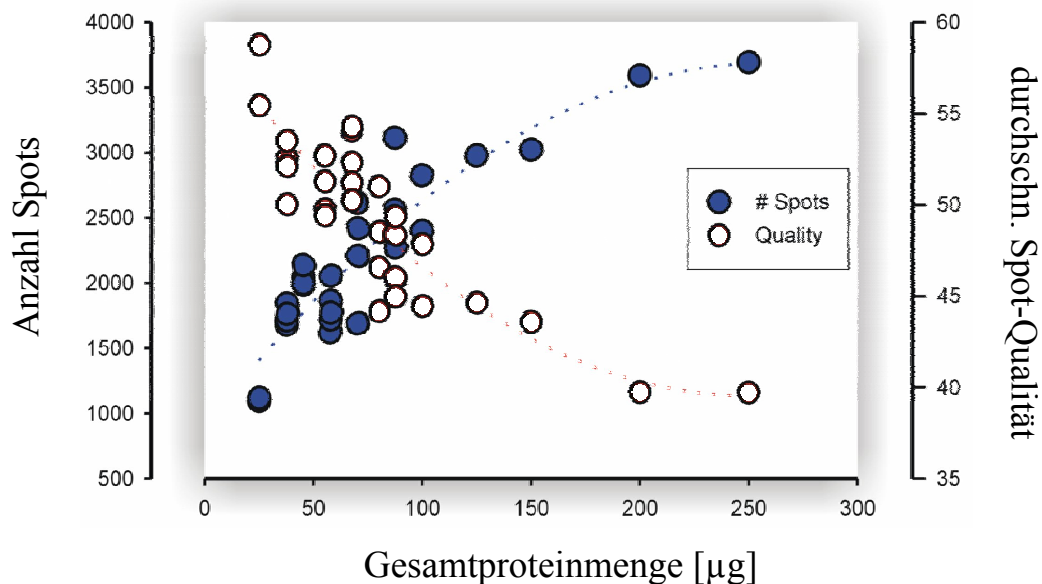 4000
3500
3000
2500
2000
1500
1000
500
Anzahl Spots
60
55
50
45
40
35
durchschn. Spot-Qualität
# Spots
Quality
0 50 100 150 200 250 300
Gesamtproteinmenge [µg]